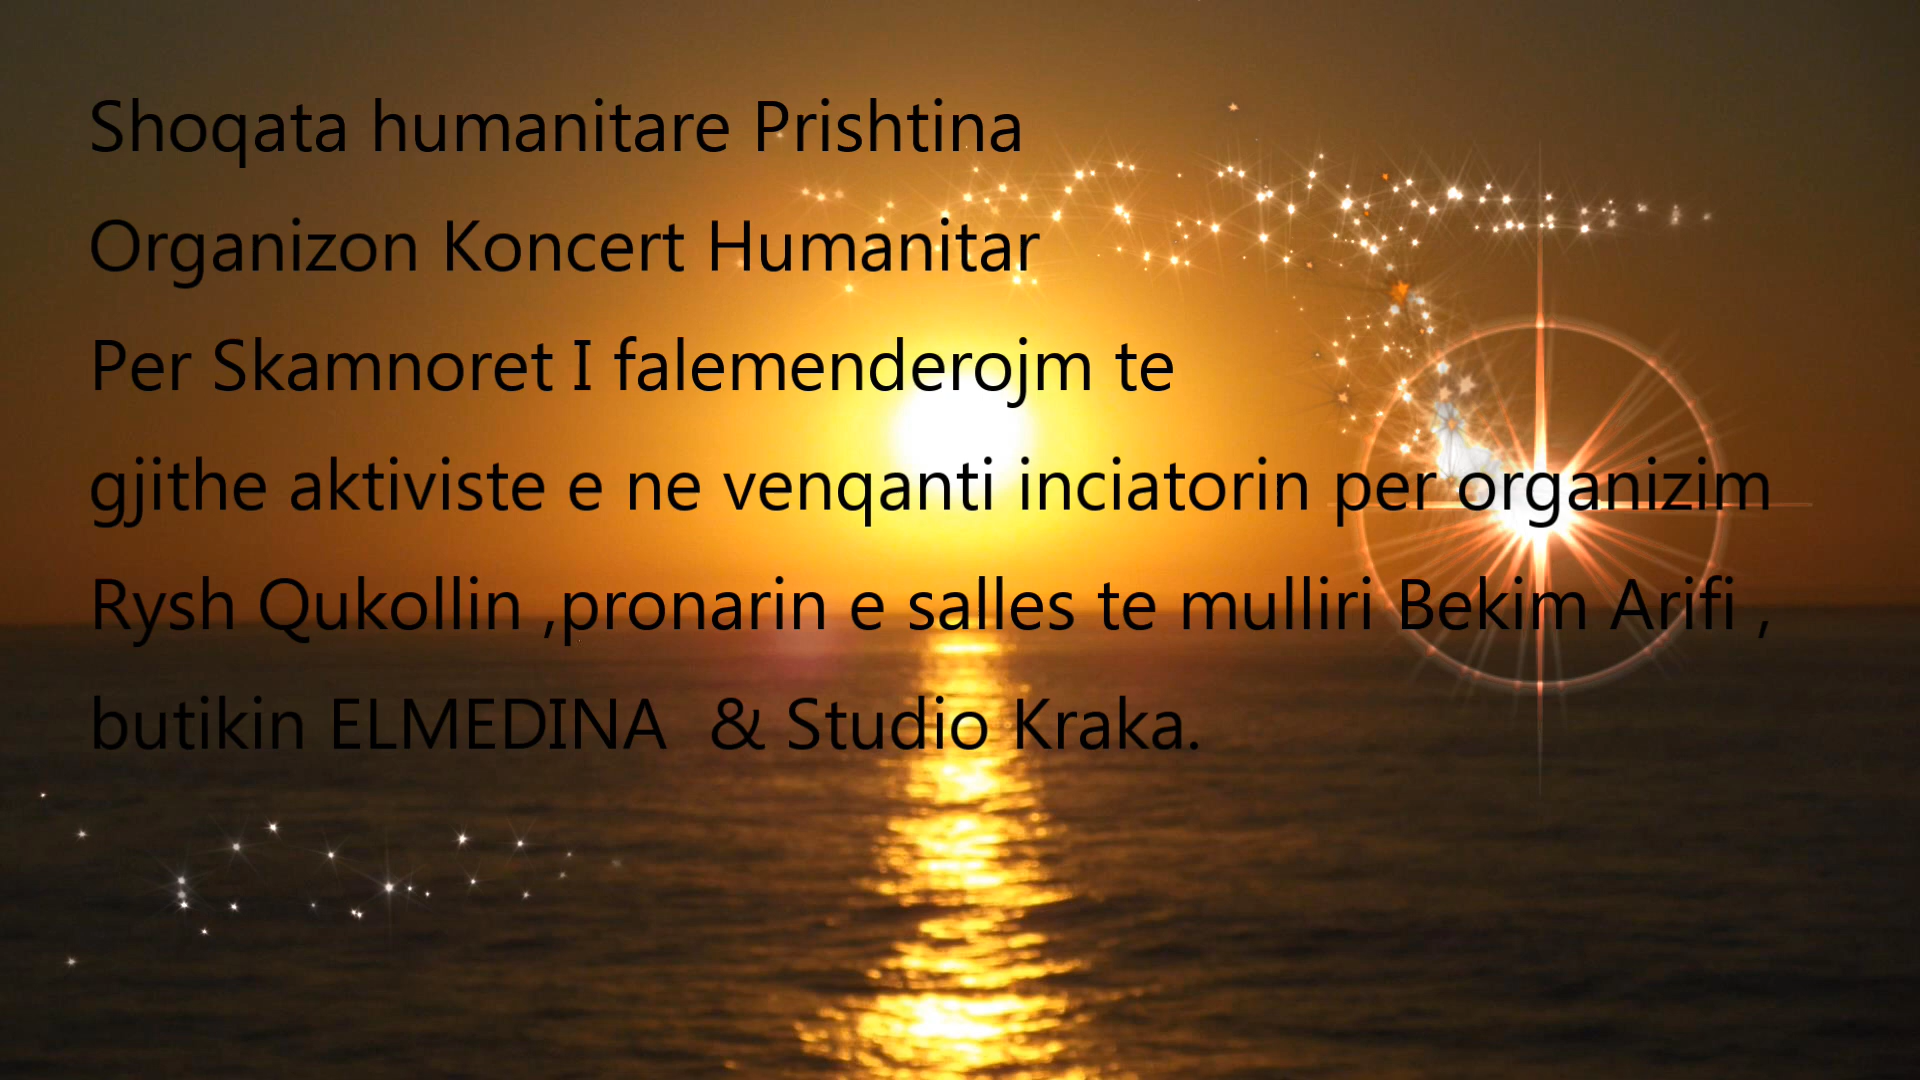 Shoqata humanitare Prishtina
Organizon Koncert Humanitar
Per Skamnoret I falemenderojm te
gjithe aktiviste e ne venqanti inciatorin per organizim
Rysh Qukollin ,pronarin e salles te mulliri Bekim Arifi ,
butikin ELMEDINA  & Studio Kraka.